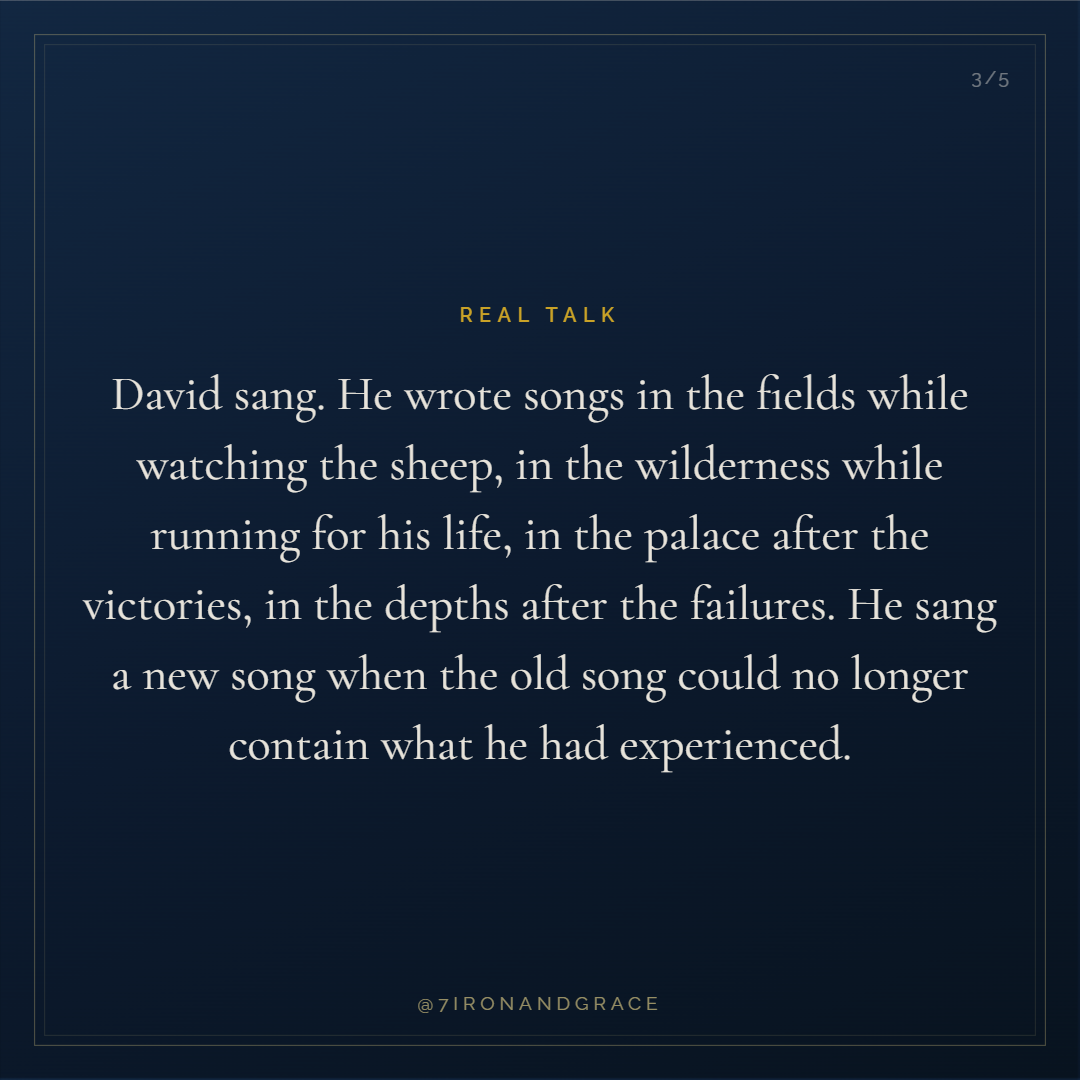 3/5
REAL TALK
David sang. He wrote songs in the fields while
watching the sheep, in the wilderness while
running for his life, in the palace after the
victories, in the depths after the failures. He sang
a new song when the old song could no longer
contain what he had experienced.
@7IRONANDGRACE